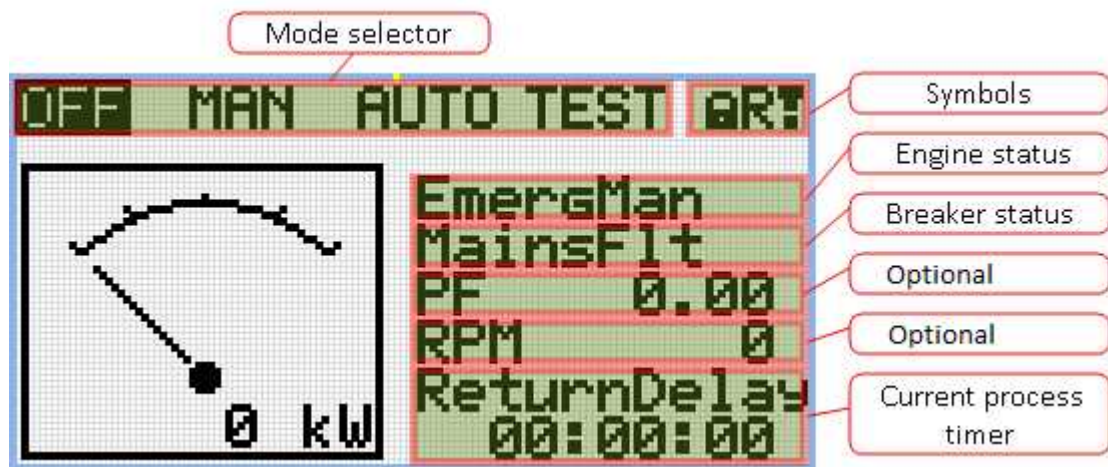 Mode selector
OFF MAN AUTO TEST R!
Symbols
EmergMan
Engine status
MainsFlt
Breaker status
PF 0.00
Optional
RPM 0
Optional
ReturnDelay
00:00:00
Current process
timer
0 kW